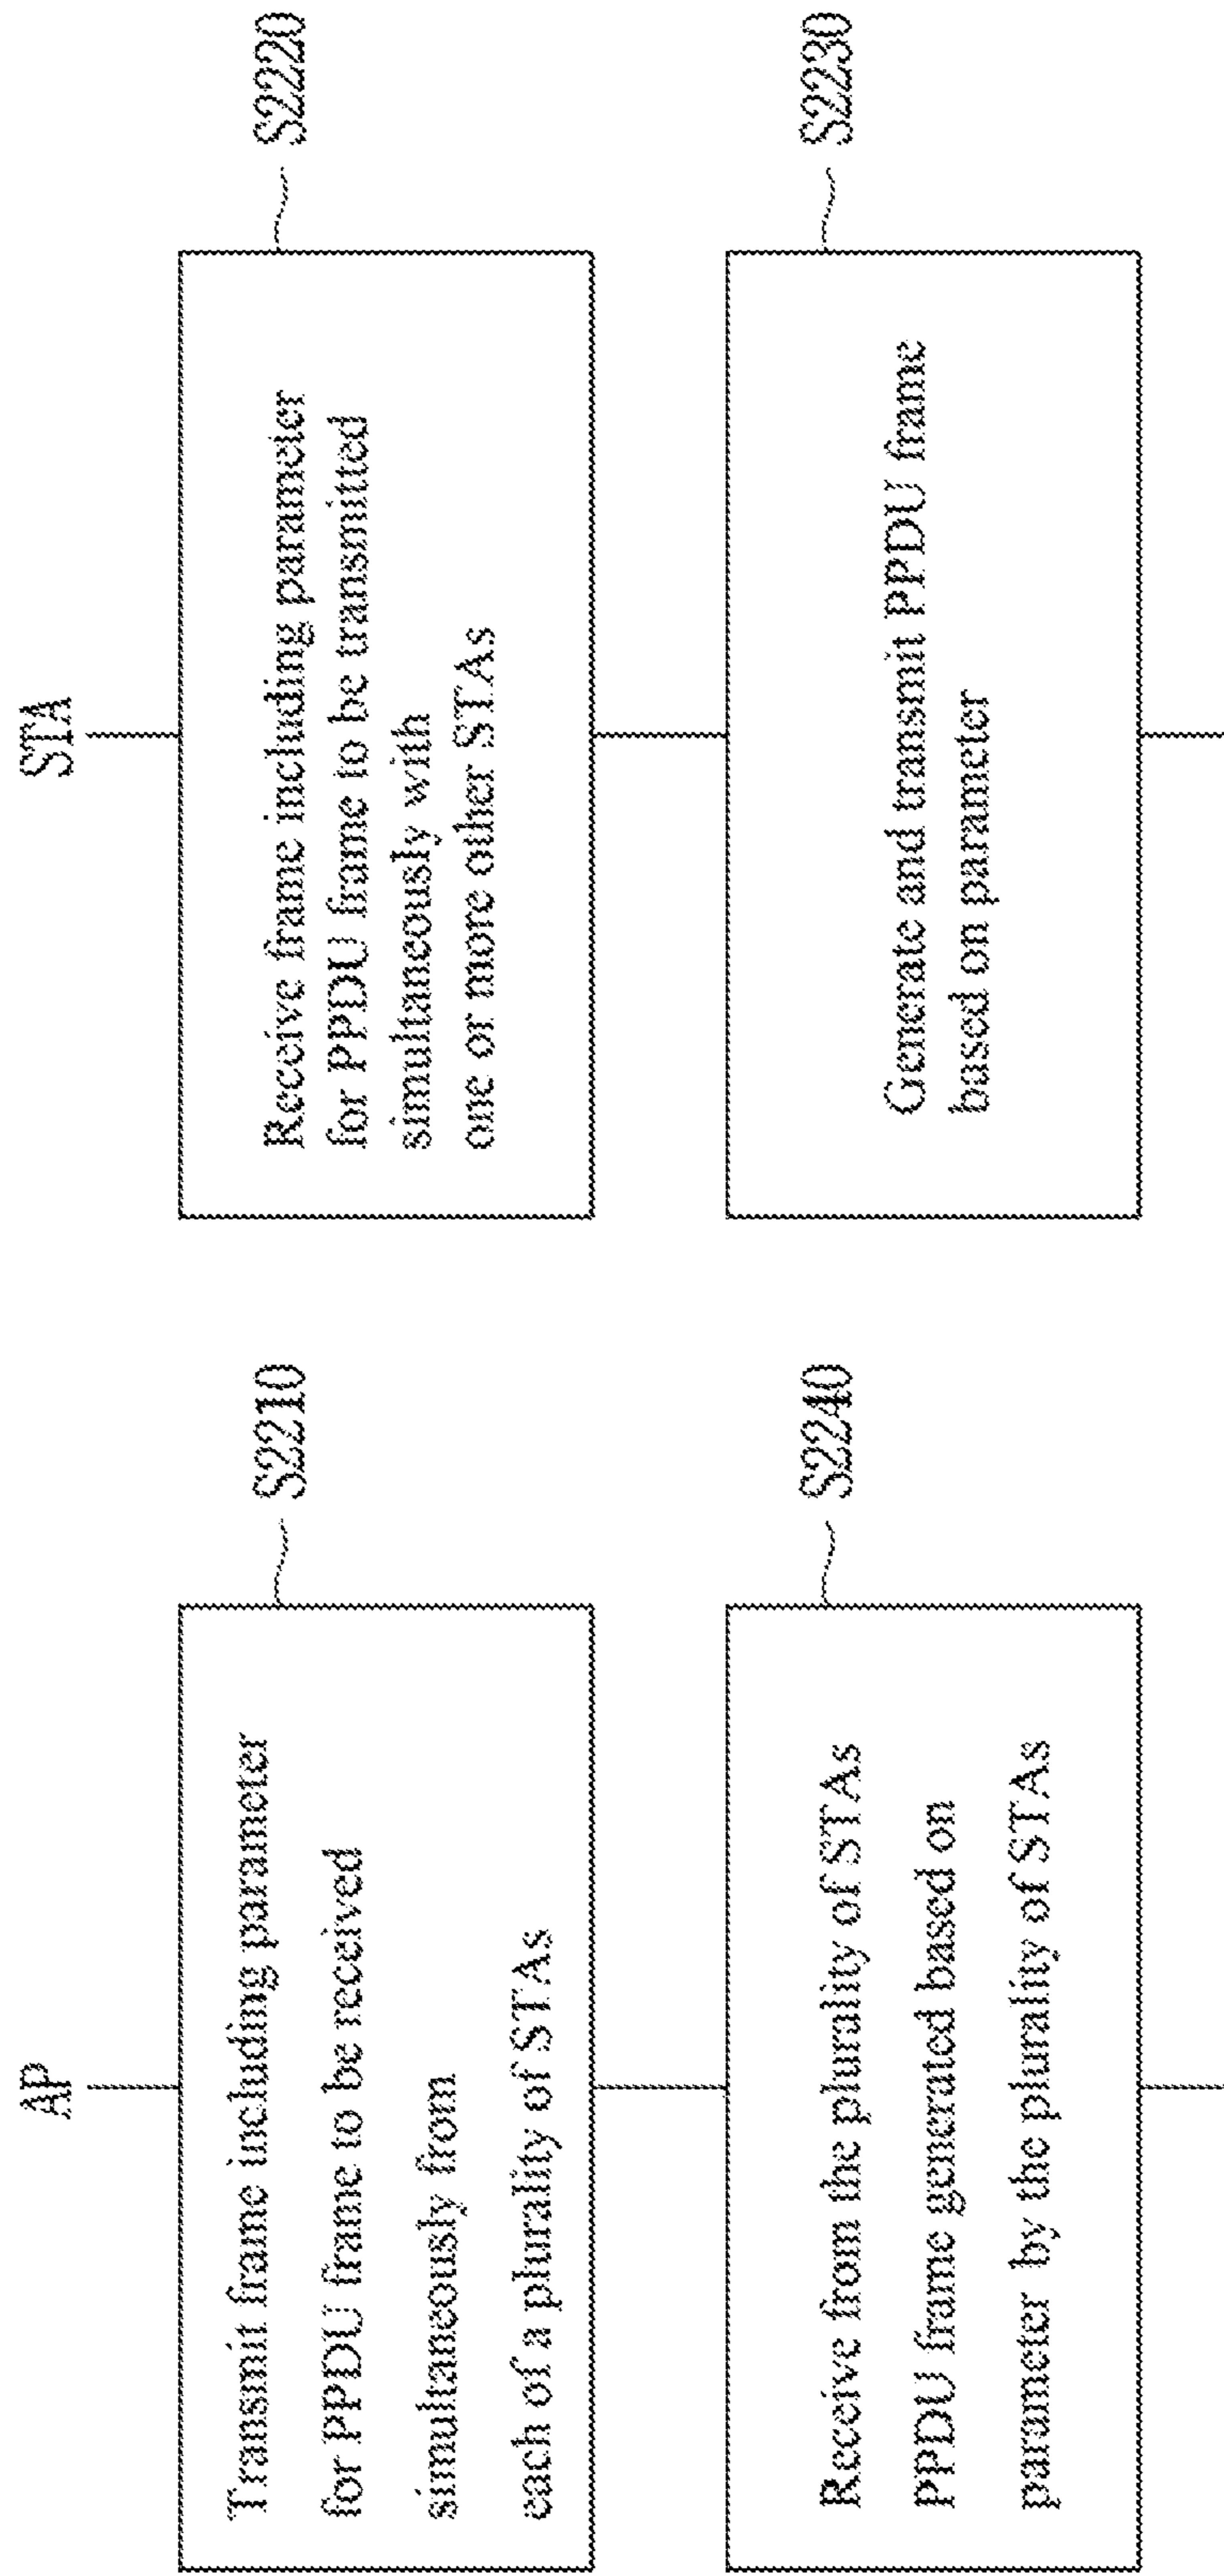 AP
S2210
Transmit frame including parameter
for PPDU frame to be received
simultaneously from
each of a plurality of STAs
S2240
Receive from the plurality of STAs
PPDU frame generated based on
parameter by the plurality of STAs
STA
S2220
Receive frame including parameter
for PPDU frame to be transmitted
simultaneously with
one or more other STAs
S2230
Generate and transmit PPDU frame
based on parameter